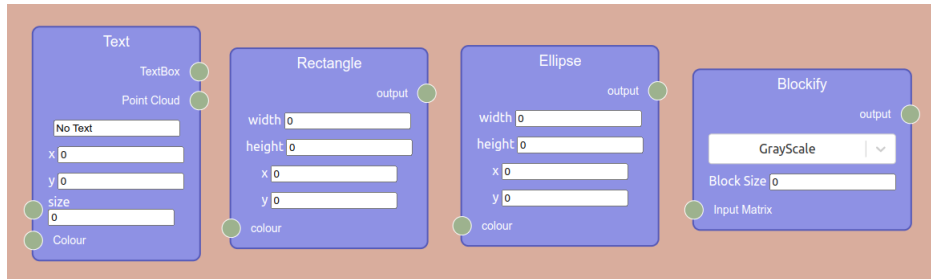 Text
TextBox
Point Cloud
No Text
x 0
y 0
size
0
Colour
Rectangle
output
width 0
height 0
x 0
y 0
colour
Ellipse
output
width 0
height 0
x 0
y 0
colour
Blockify
output
GrayScale
Block Size 0
Input Matrix